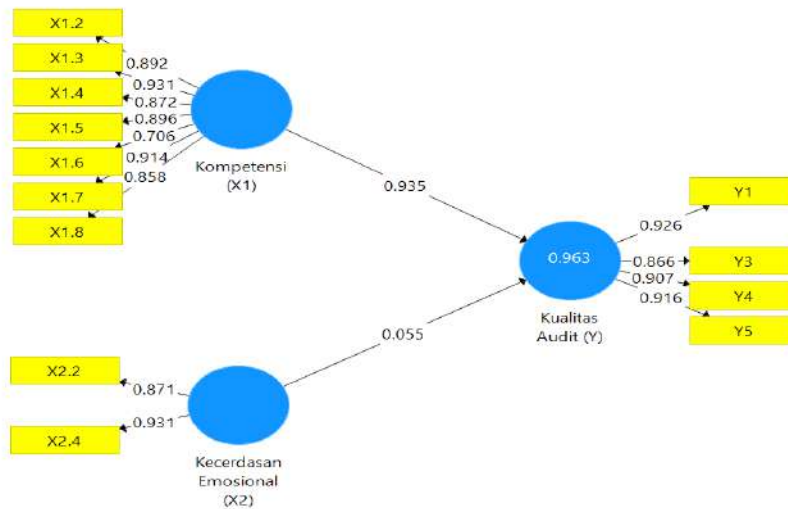 X1.2
0.892
X1.3
0.931
X1.4
0.872
X1.5
0.896
0.706
X1.6
0.914
0.858
X1.7
X1.8
Kompetensi
(X1)
0.935
Y1
0.926
0.963
0.866
Y3
0.907
Y4
0.916
Y5
Kualitas
Audit (Y)
0.055
X2.2
0.871
0.931
X2.4
Kecerdasan
Emosional
(X2)